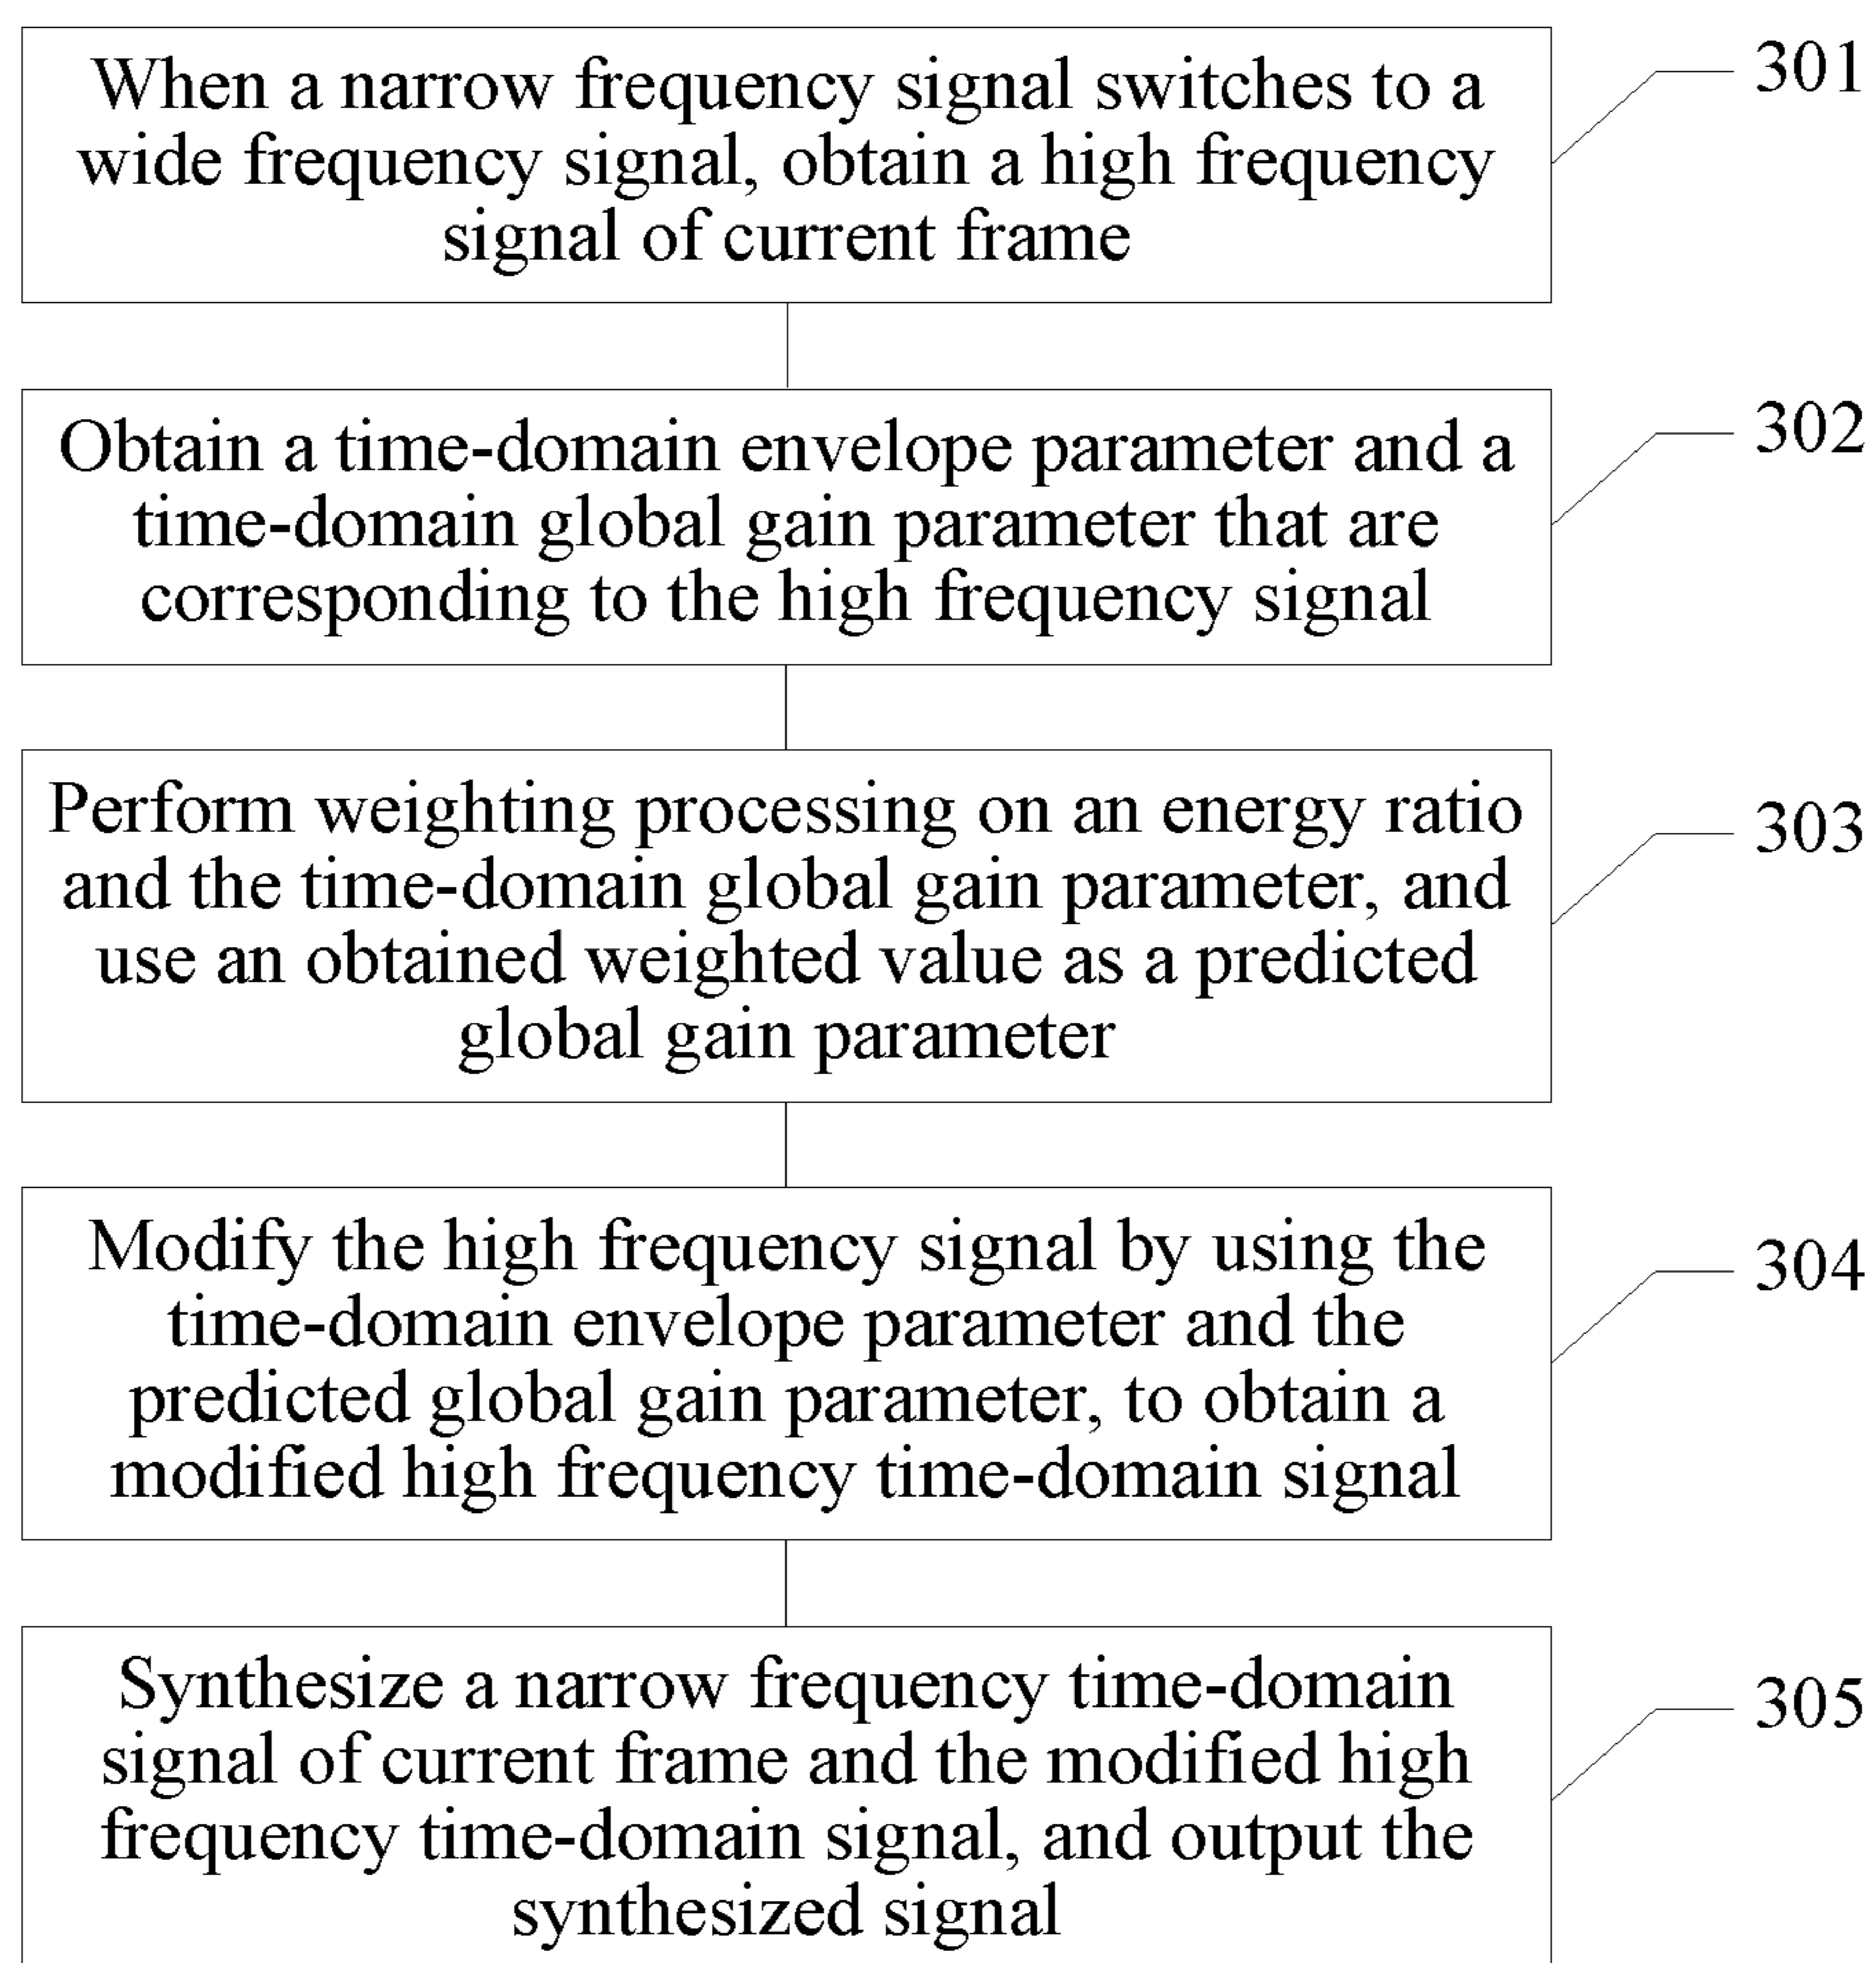 When a narrow frequency signal switches to a
wide frequency signal, obtain a high frequency
signal of current frame
301
Obtain a time-domain envelope parameter and a
time-domain global gain parameter that are
corresponding to the high frequency signal
302
Perform weighting processing on an energy ratio
and the time-domain global gain parameter, and
use an obtained weighted value as a predicted
global gain parameter
303
Modify the high frequency signal by using the
time-domain envelope parameter and the
predicted global gain parameter, to obtain a
modified high frequency time-domain signal
304
Synthesize a narrow frequency time-domain
signal of current frame and the modified high
frequency time-domain signal, and output the
synthesized signal
305